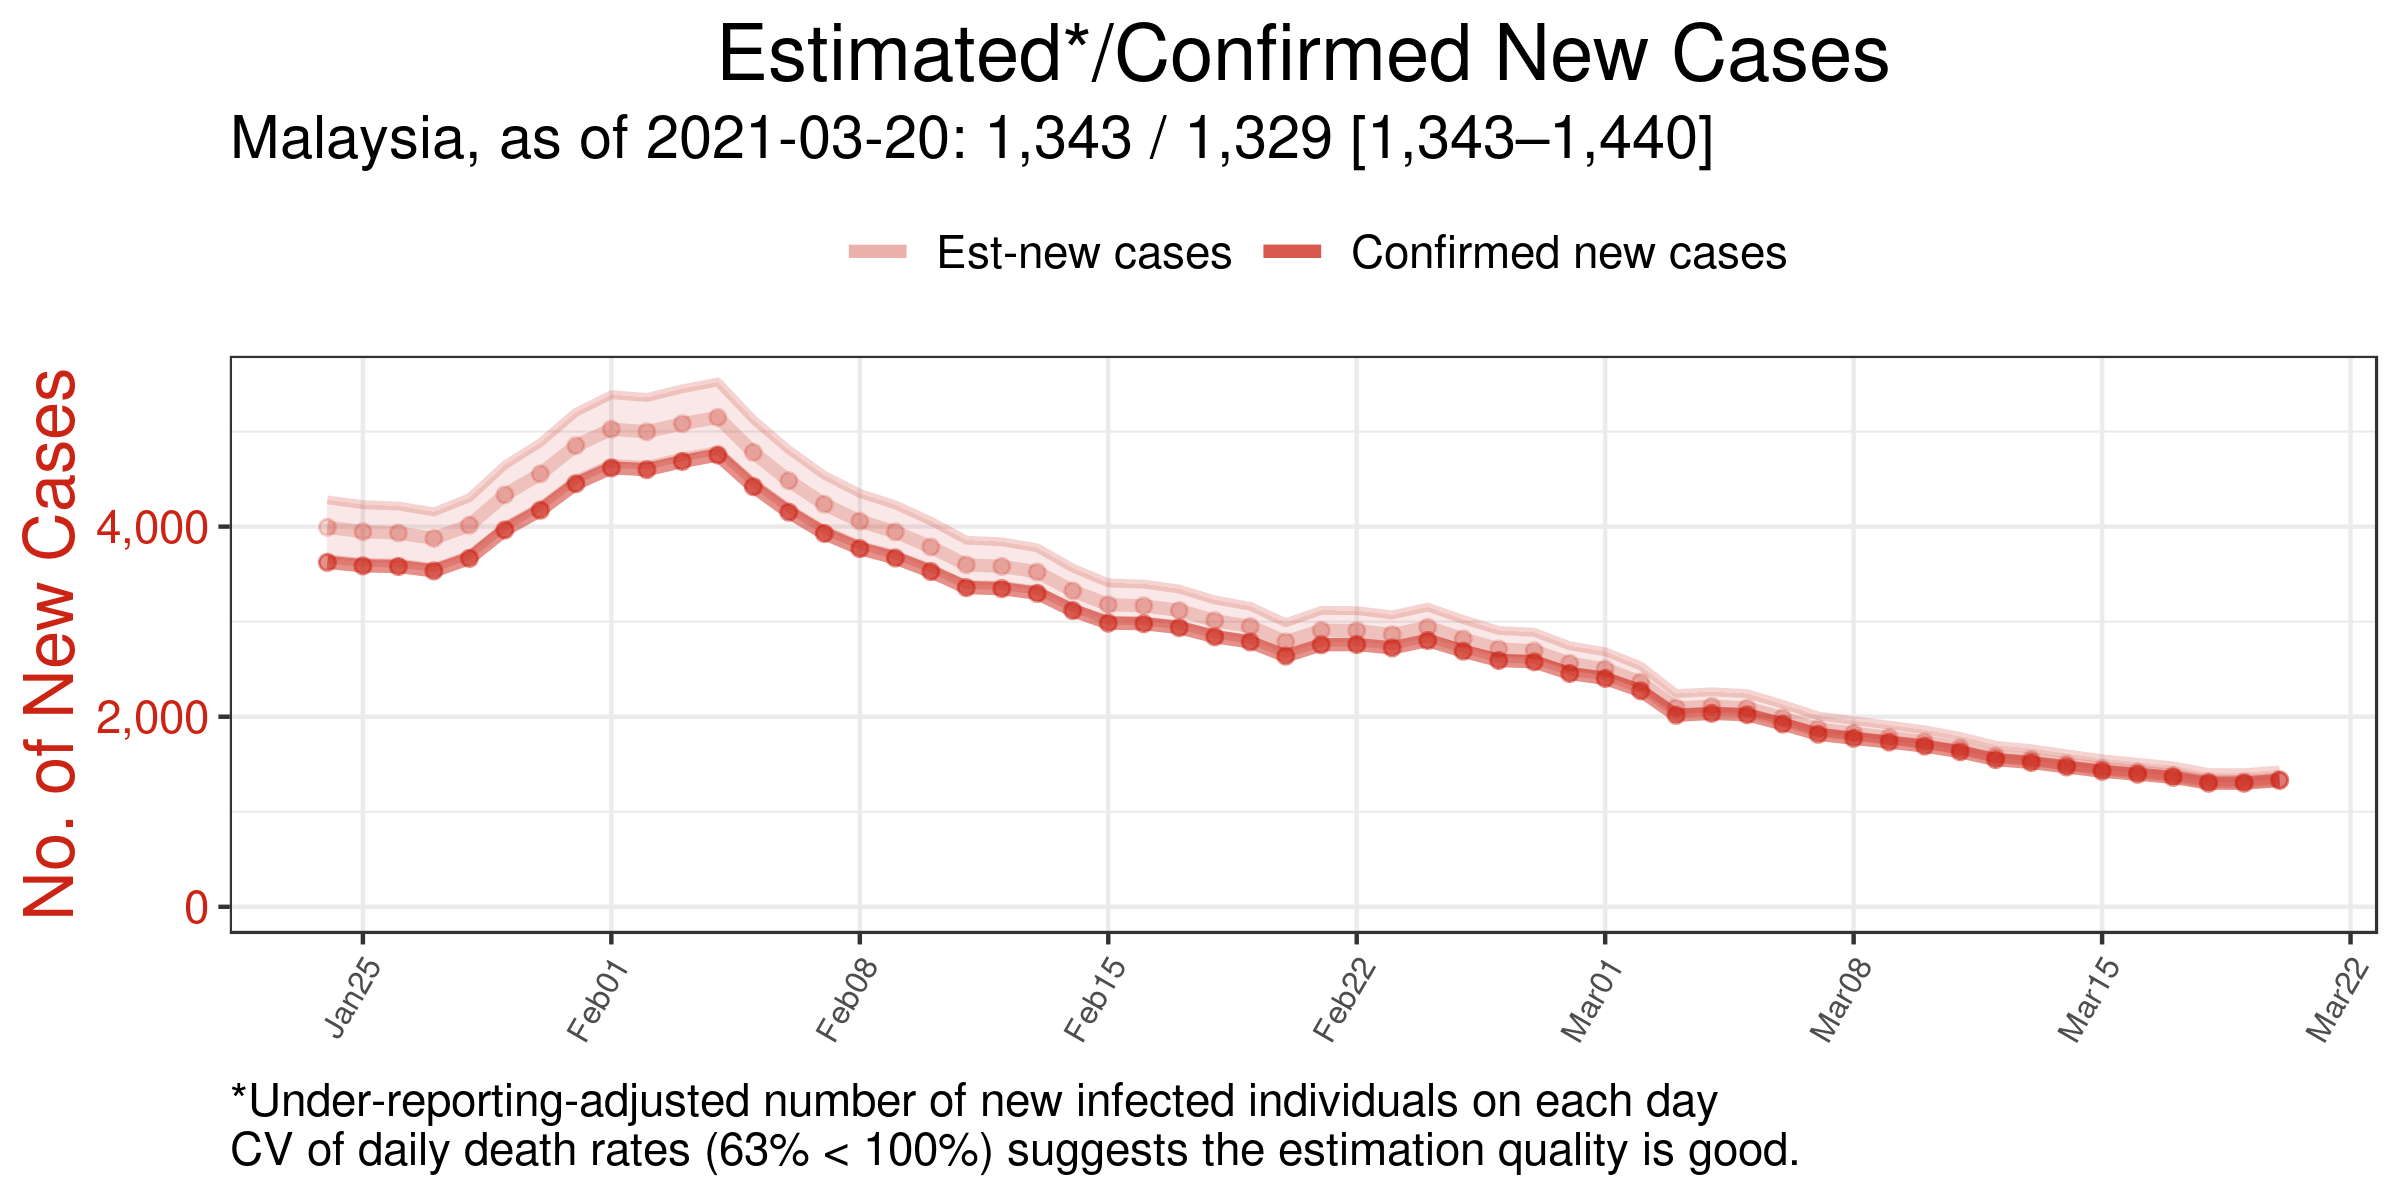 Estimated*/Confirmed New Cases
Malaysia, as of 2021-03-20: 1,343 / 1,329 [1,343–1,440]
Est-new cases Confirmed new cases
No. of New Cases
4,000
2,000
0
Jan25 Feb01 Feb08 Feb15 Feb22 Mar01 Mar08 Mar15 Mar22
*Under-reporting-adjusted number of new infected individuals on each day
CV of daily death rates (63% < 100%) suggests the estimation quality is good.